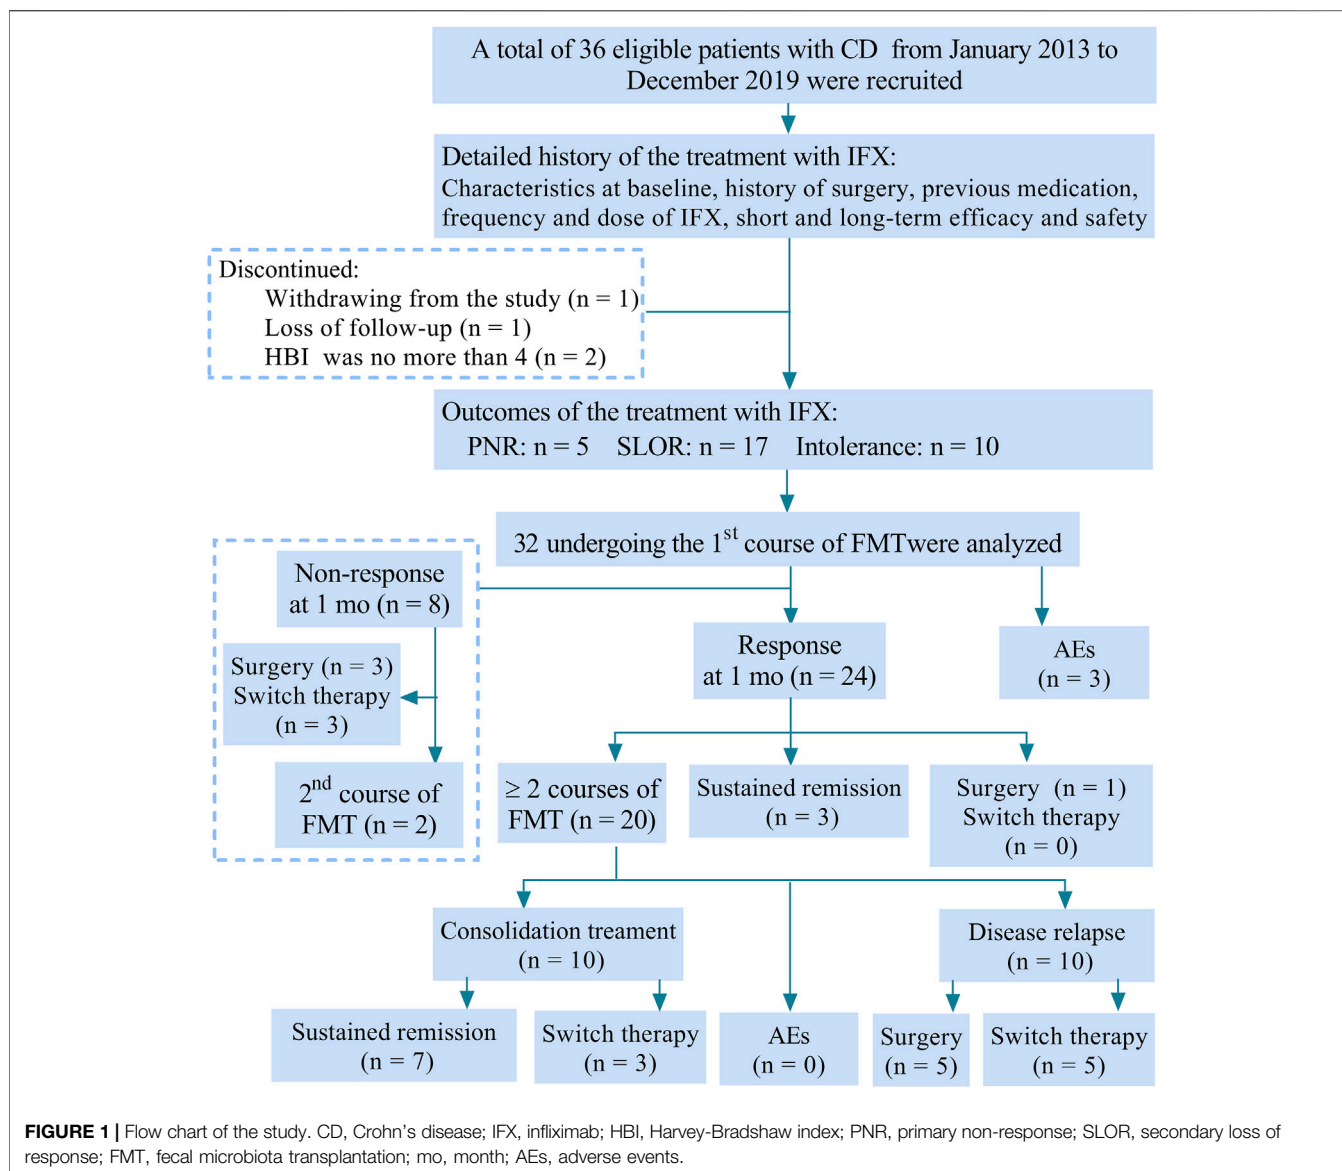 A total of 36 eligible patients with CD from January 2013 to
December 2019 were recruited
Detailed history of the treatment with IFX:
Characteristics at baseline, history of surgery, previous medication,
frequency and dose of IFX, short and long-term efficacy and safety
Discontinued:
Withdrawing from the study (n = 1)
Loss of follow-up (n = 1)
HBI was no more than 4 (n = 2)
Outcomes of the treatment with IFX:
PNR: n = 5 SLOR: n = 17 Intolerance: n = 10
32 undergoing the 1st course of FMTwere analyzed
Non-response
at 1 mo (n = 8)
Surgery (n = 3)
Switch therapy
(n = 3)
2nd course of
FMT (n = 2)
Response
at 1 mo (n = 24)
AEs
(n = 3)
≥ 2 courses of
FMT (n = 20)
Sustained remission
(n = 3)
Surgery (n = 1)
Switch therapy
(n = 0)
Consolidation treament
(n = 10)
Disease relapse
(n = 10)
Sustained remission
(n = 7)
Switch therapy
(n = 3)
AEs
(n = 0)
Surgery
(n = 5)
Switch therapy
(n = 5)
FIGURE 1 | Flow chart of the study. CD, Crohn's disease; IFX, infliximab; HBI, Harvey-Bradshaw index; PNR, primary non-response; SLOR, secondary loss of
response; FMT, fecal microbiota transplantation; mo, month; AEs, adverse events.